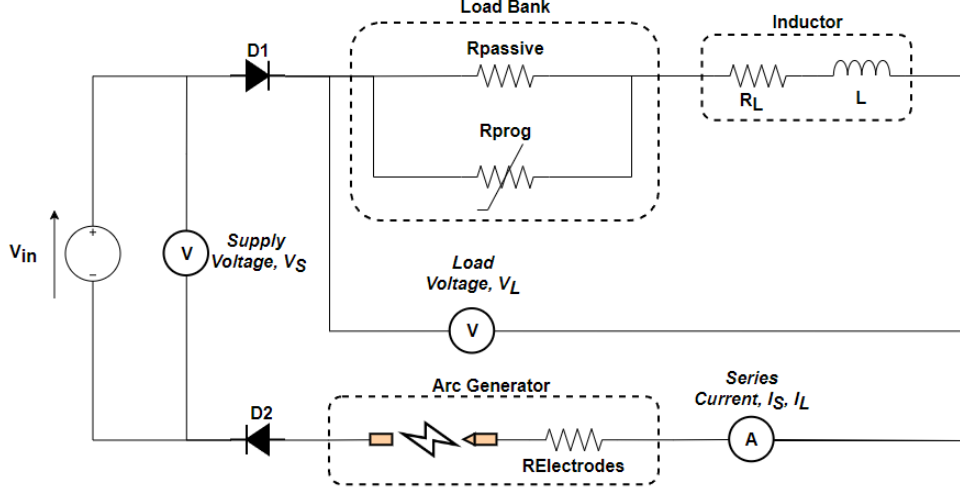 Load Bank
Inductor
D1
Rpassive
RL
L
Rprog
Vin
+
−
V
Supply
Voltage, VS
Load
Voltage, VL
V
Arc Generator
Series
Current, IS, IL
D2
A
RElectrodes